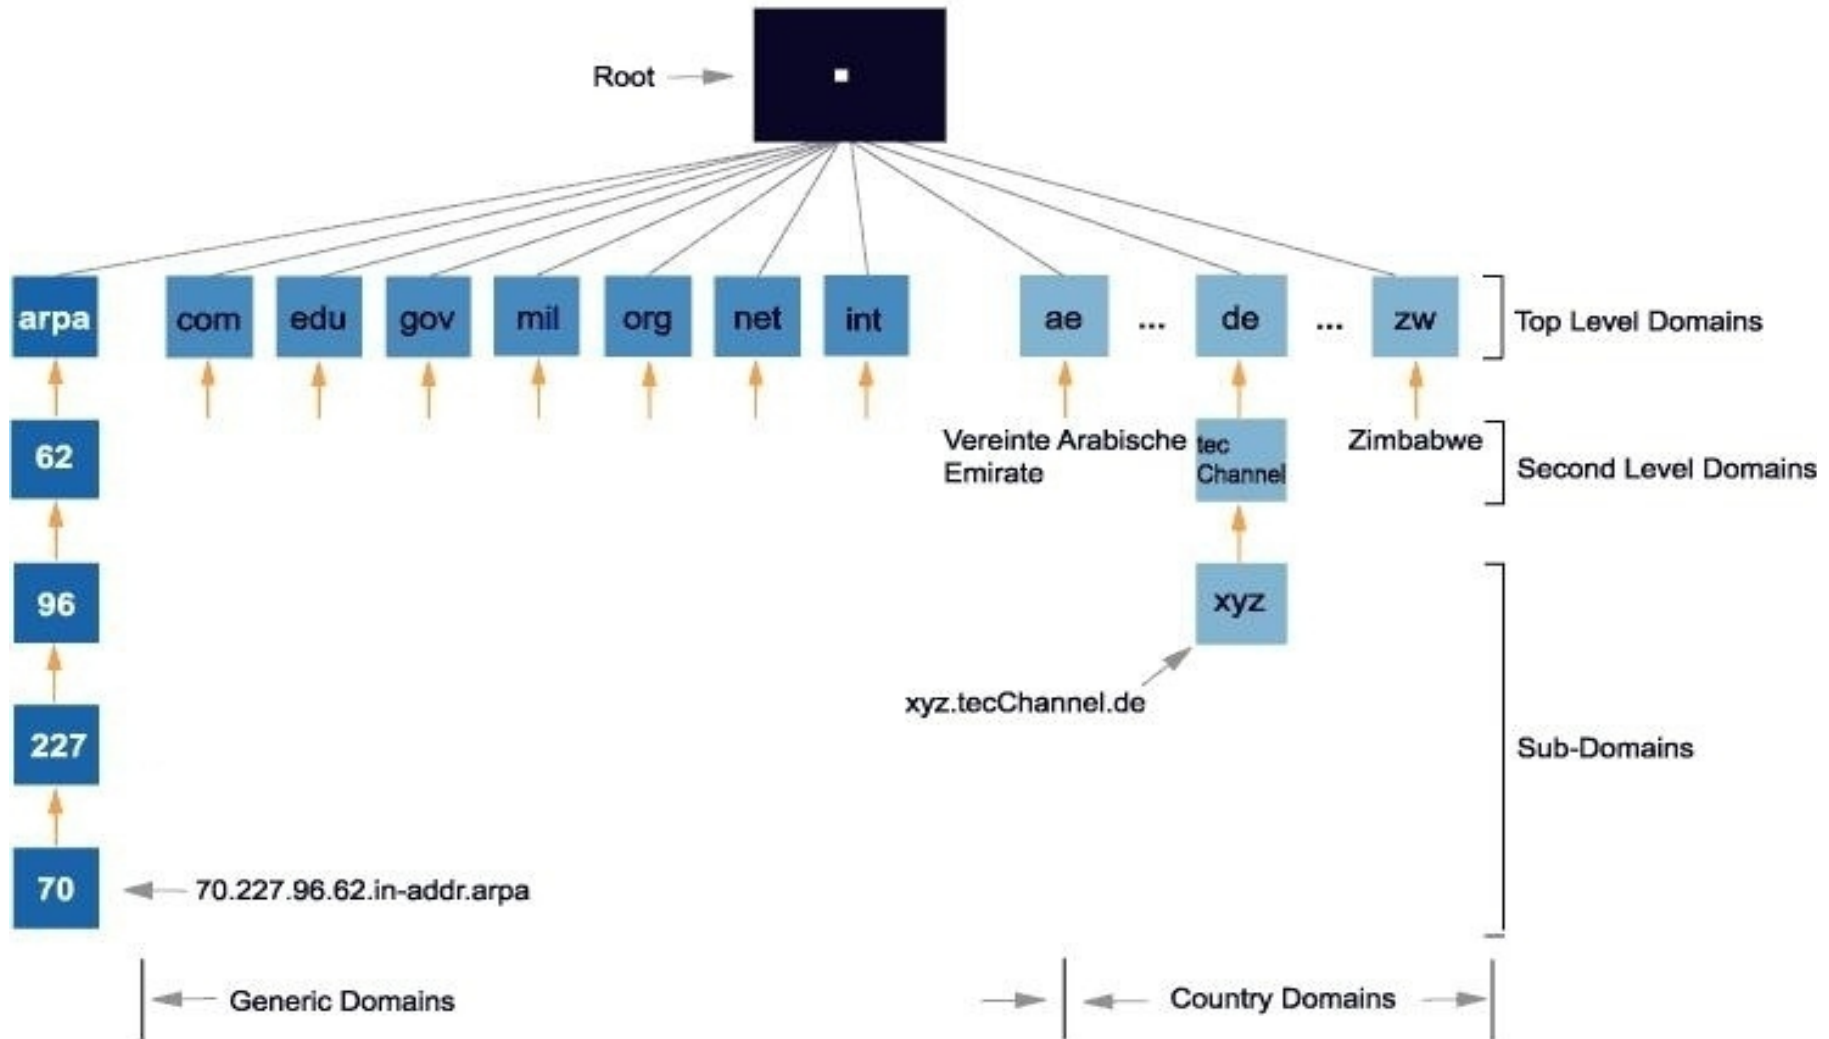 Root
arpa
com
edu
gov
mil
org
net
int
ae
...
de
...
zw
Top Level Domains
62
Vereinte Arabische
Emirate
tec
Channel
Zimbabwe
Second Level Domains
96
xyz
xyz.tecChannel.de
227
Sub-Domains
70
70.227.96.62.in-addr.arpa
Generic Domains
Country Domains